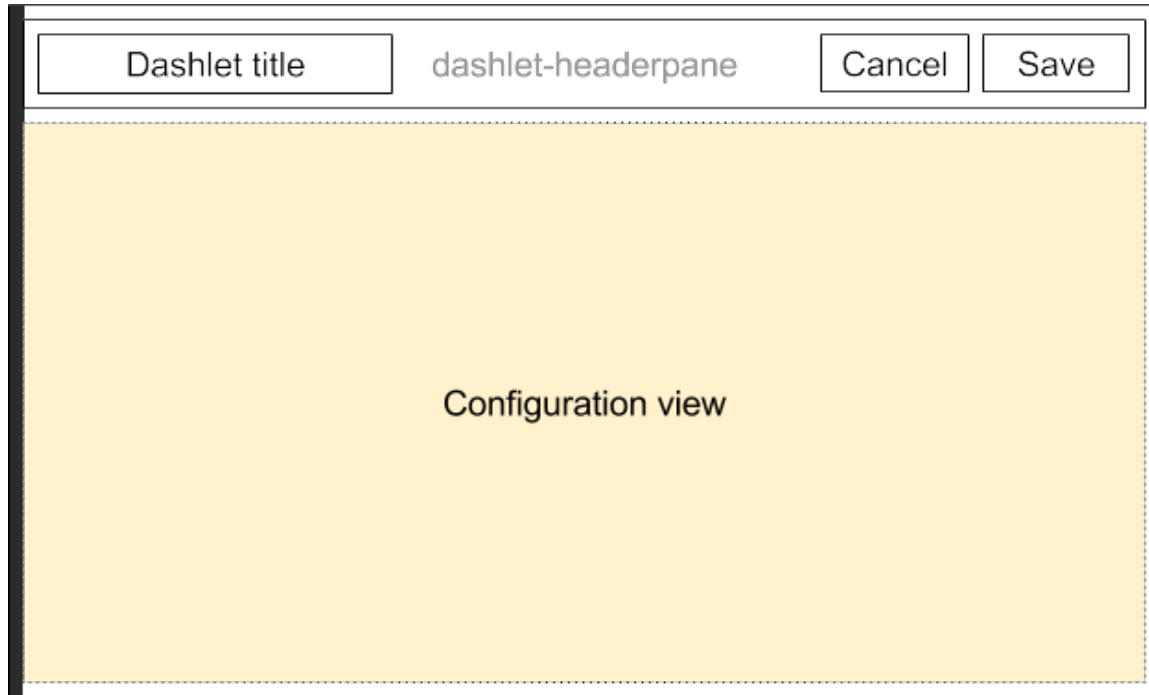 Dashlet title
dashlet-headerpane
Cancel
Save
Configuration view